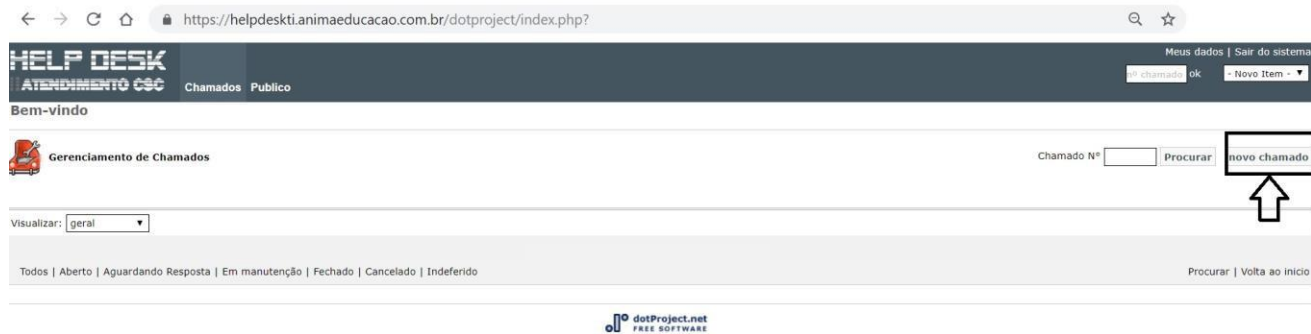 https://helpdeskti.animaeducacao.com.br/dotproject/index.php?
HELP DESK
ATENDIMENTO CSC
Chamados Publico
Meus dados | Sair do sistema
nº chamado ok - Novo Item -
Bem-vindo
Gerenciamento de Chamados
Chamado Nº Procurar novo chamado
Visualizar: geral
Todos | Aberto | Aguardando Resposta | Em manutenção | Fechado | Cancelado | Indeferido
Procurar | Volta ao inicio
dotProject.net
FREE SOFTWARE